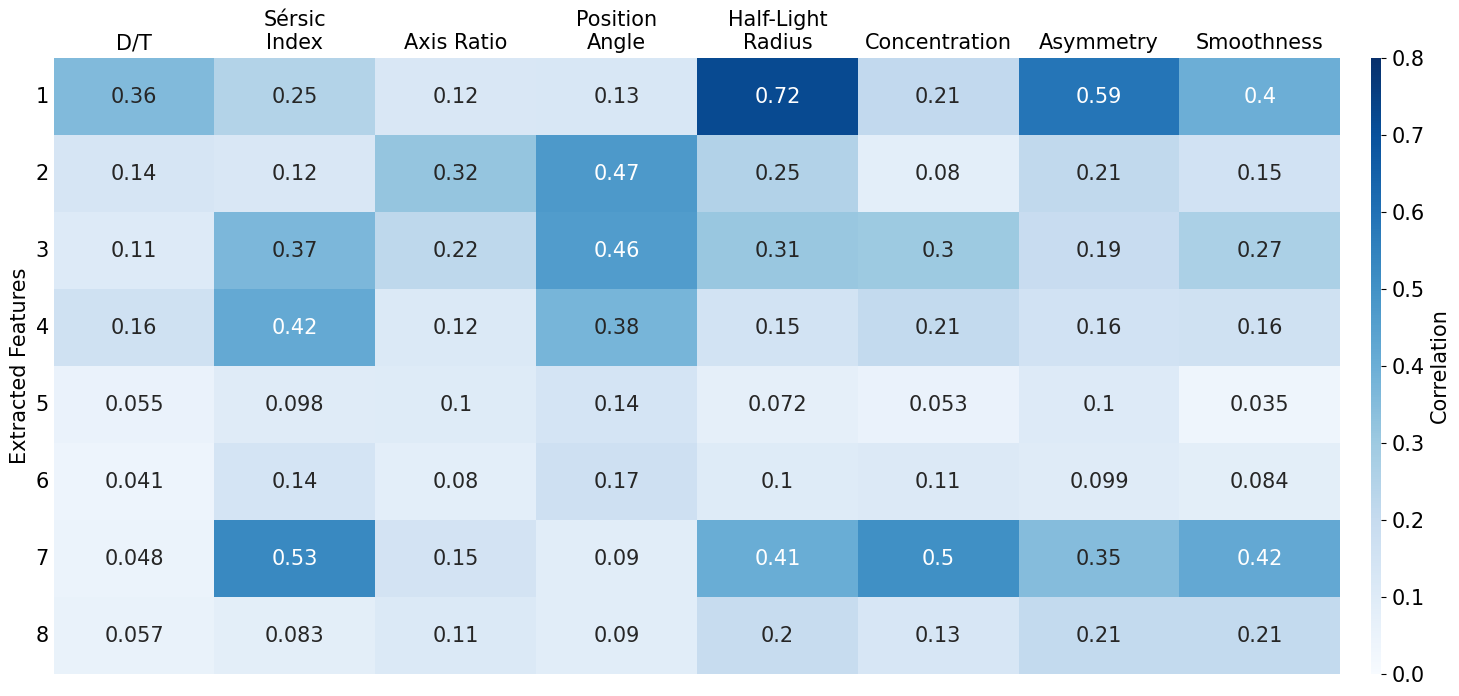 Sérsic Position Half-Light
D/T Index Axis Ratio Angle Radius Concentration Asymmetry Smoothness
0.8
1 0.36 0.25 0.12 0.13 0.72 0.21 0.59 0.4
0.7
2 0.14 0.12 0.32 0.47 0.25 0.08 0.21 0.15
0.6
3 0.11 0.37 0.22 0.46 0.31 0.3 0.19 0.27
0.5
4 0.16 0.42 0.12 0.38 0.15 0.21 0.16 0.16
Extracted Features
Correlation
0.4
5 0.055 0.098 0.1 0.14 0.072 0.053 0.1 0.035
0.3
6 0.041 0.14 0.08 0.17 0.1 0.11 0.099 0.084
0.2
7 0.048 0.53 0.15 0.09 0.41 0.5 0.35 0.42
0.1
8 0.057 0.083 0.11 0.09 0.2 0.13 0.21 0.21
0.0